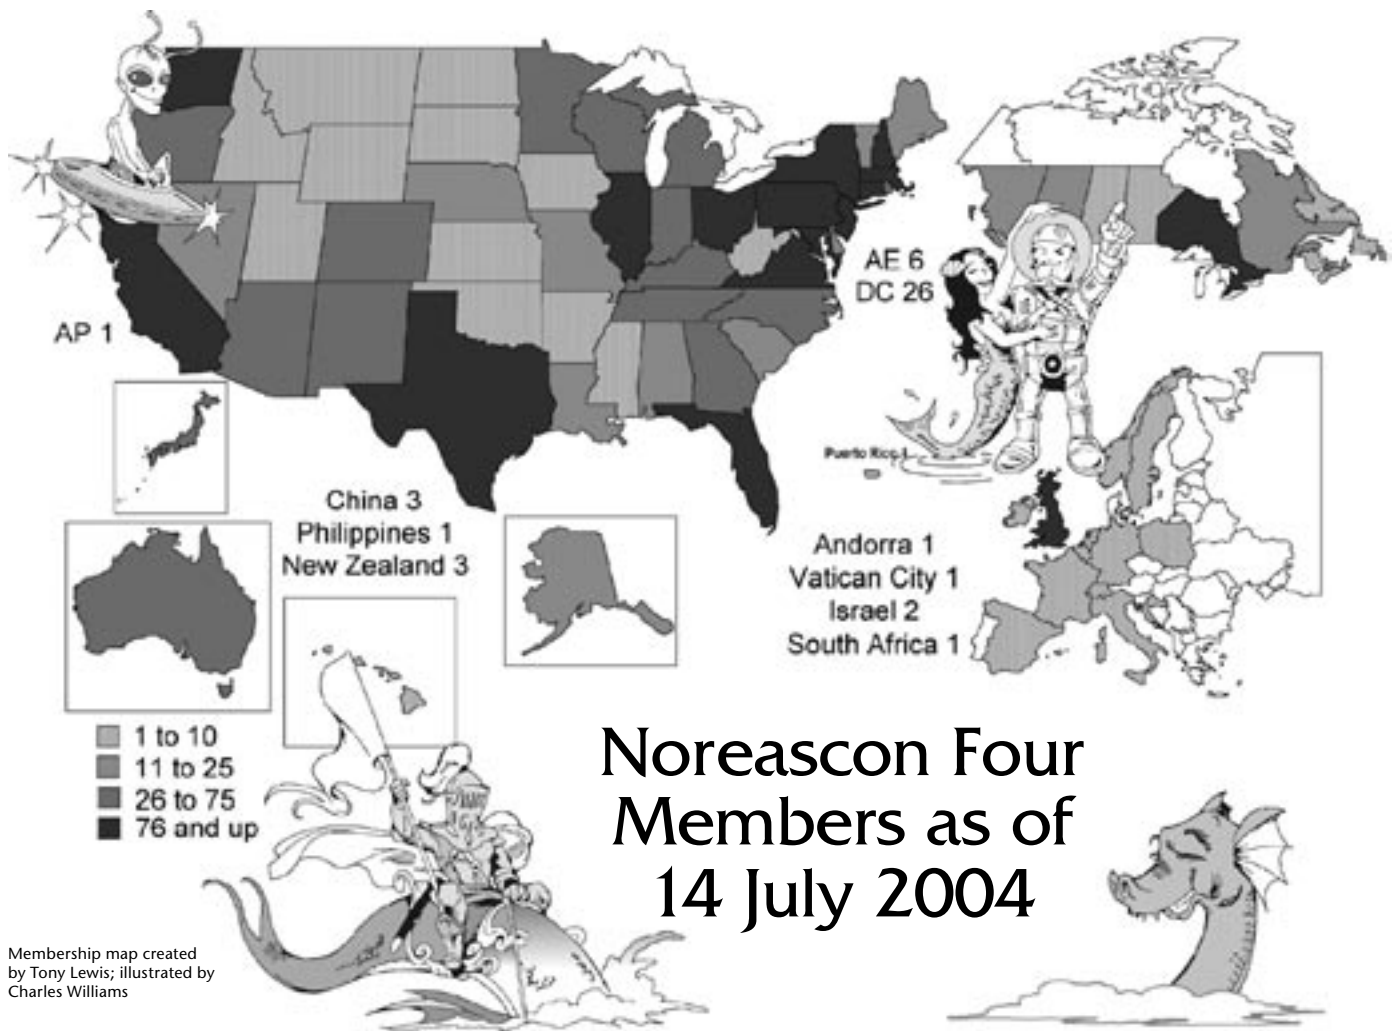 AE 6
DC 26
AP 1
Puerto Rico 1
China 3
Philippines 1
New Zealand 3
Andorra 1
Vatican City 1
Israel 2
South Africa 1
1 to 10
11 to 25
26 to 75
76 and up
Noreascon Four
Members as of
14 July 2004
Membership map created
by Tony Lewis; illustrated by
Charles Williams